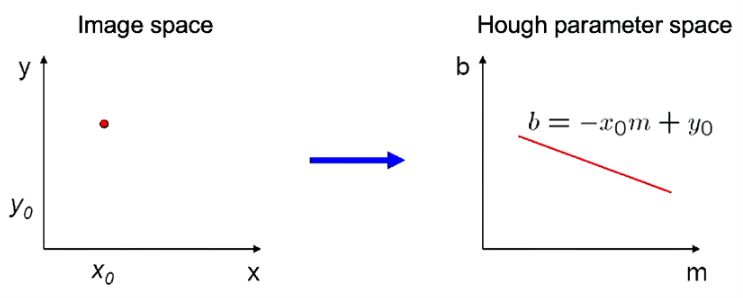 Image space
Hough parameter space
y
y₀
x₀
x
b
b = −x₀m + y₀
m